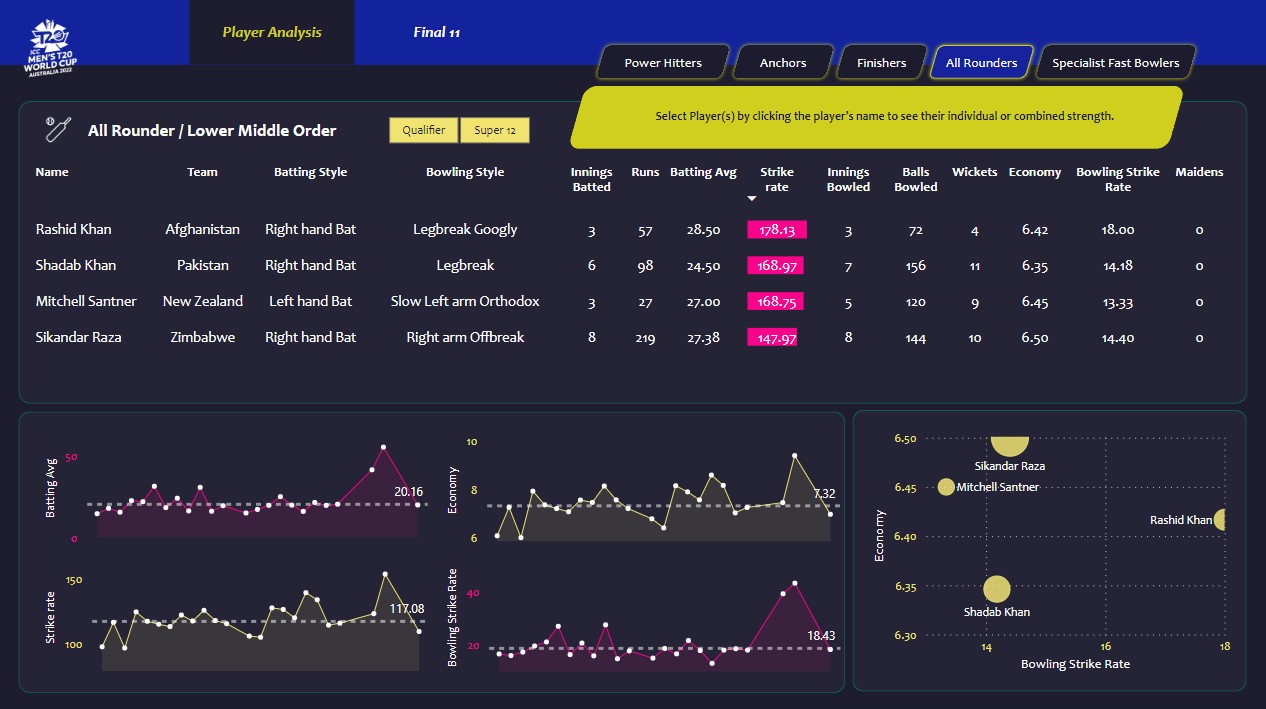 ICC
MEN'S T20
WORLD CUP
AUSTRALIA 2022
Player Analysis
Final 11
Power Hitters
Anchors
Finishers
All Rounders
Specialist Fast Bowlers
Select Player(s) by clicking the player's name to see their individual or combined strength.
All Rounder / Lower Middle Order
Qualifier
Super 12
Name Team Batting Style Bowling Style Innings Batted Runs Batting Avg Strike rate Innings Bowled Balls Bowled Wickets Economy Bowling Strike Rate Maidens
Rashid Khan Afghanistan Right hand Bat Legbreak Googly 3 57 28.50 178.13 3 72 4 6.42 18.00 0
Shadab Khan Pakistan Right hand Bat Legbreak 6 98 24.50 168.97 7 156 11 6.35 14.18 0
Mitchell Santner New Zealand Left hand Bat Slow Left arm Orthodox 3 27 27.00 168.75 5 120 9 6.45 13.33 0
Sikandar Raza Zimbabwe Right hand Bat Right arm Offbreak 8 219 27.38 147.97 8 144 10 6.50 14.40 0
Batting Avg
50
0
20.16
Economy
10
8
6
7.32
Strike rate
150
100
117.08
Bowling Strike Rate
40
20
18.43
Economy
6.50
6.45
6.40
6.35
6.30
Sikandar Raza
Mitchell Santner
Rashid Khan
Shadab Khan
14 16 18
Bowling Strike Rate